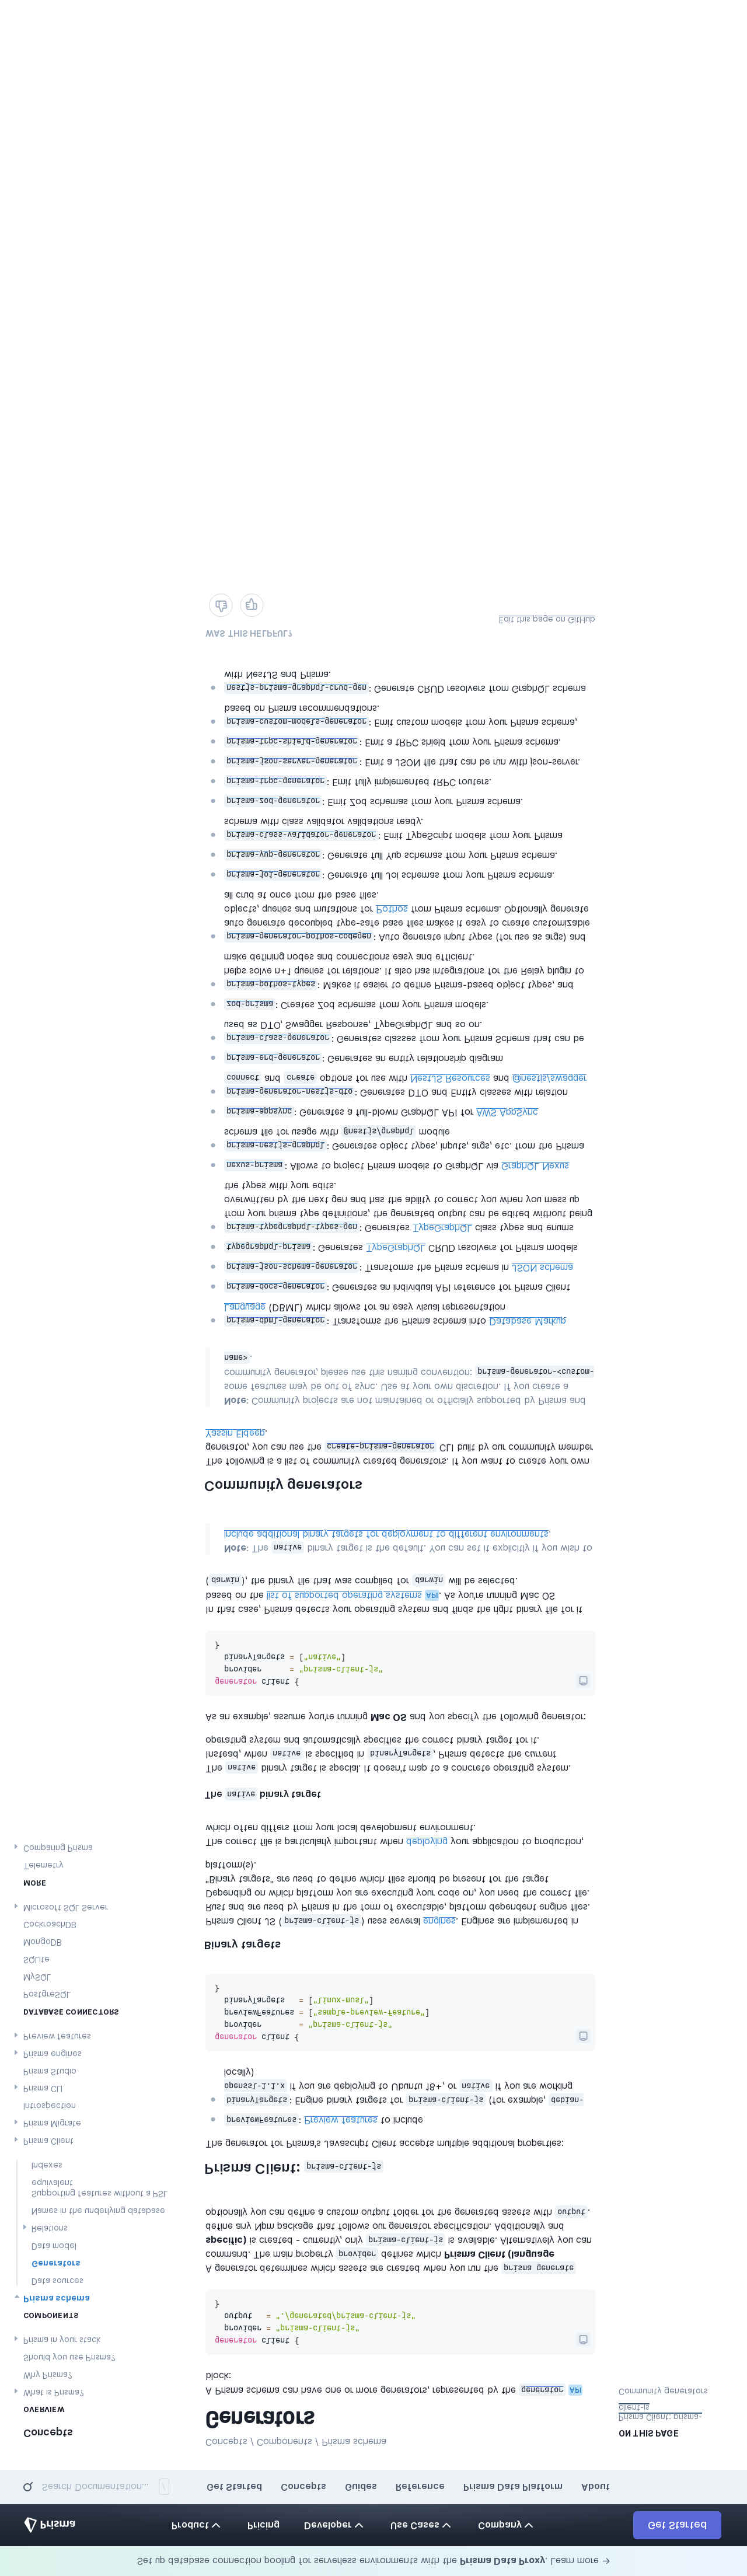 Set up database connection pooling for serverless environments with the Prisma Data Proxy. Learn more →
Prisma
Product
Pricing
Developer
Use Cases
Company
Get Started
Search Documentation... /
Get Started
Concepts
Guides
Reference
Prisma Data Platform
About
Concepts
OVERVIEW
What is Prisma?
Why Prisma?
Should you use Prisma?
Prisma in your stack
COMPONENTS
Prisma schema
Data sources
Generators
Data model
Relations
Names in the underlying database
Supporting features without a PSL
equivalent
Indexes
Prisma Client
Prisma Migrate
Introspection
Prisma CLI
Prisma Studio
Prisma engines
Preview features
DATABASE CONNECTORS
PostgreSQL
MySQL
SQLite
MongoDB
CockroachDB
Microsoft SQL Server
MORE
Telemetry
Comparing Prisma
Concepts / Components / Prisma schema
Generators
A Prisma schema can have one or more generators, represented by the generator API
block:
generator client {
provider = "prisma-client-js"
output   = "./generated/prisma-client-js"
}
A generator determines which assets are created when you run the prisma generate
command. The main property provider defines which Prisma Client (language
specific) is created - currently, only prisma-client-js is available. Alternatively you can
define any Npm package that follows our generator specification. Additionally and
optionally you can define a custom output folder for the generated assets with output.
Prisma Client: prisma-client-js
The generator for Prisma's Javascript Client accepts multiple additional properties:
previewFeatures: Preview features to include
binaryTargets: Engine binary targets for prisma-client-js (for example, debian-
openssl-1.1.x if you are deploying to Ubuntu 18+, or native if you are working
locally)
generator client {
provider        = "prisma-client-js"
previewFeatures = ["sample-preview-feature"]
binaryTargets   = ["linux-musl"]
}
Binary targets
Prisma Client JS (prisma-client-js) uses several engines. Engines are implemented in
Rust and are used by Prisma in the form of executable, platform dependent engine files.
Depending on which platform you are executing your code on, you need the correct file.
"Binary targets" are used to define which files should be present for the target
platform(s).
The correct file is particularly important when deploying your application to production,
which often differs from your local development environment.
The native binary target
The native binary target is special. It doesn't map to a concrete operating system.
Instead, when native is specified in binaryTargets, Prisma detects the current
operating system and automatically specifies the correct binary target for it.
As an example, assume you're running Mac OS and you specify the following generator:
generator client {
provider      = "prisma-client-js"
binaryTargets = ["native"]
}
In that case, Prisma detects your operating system and finds the right binary file for it
based on the list of supported operating systems API. As you're running Mac OS
(darwin), the binary file that was compiled for darwin will be selected.
Note: The native binary target is the default. You can set it explicitly if you wish to
include additional binary targets for deployment to different environments.
Community generators
The following is a list of community created generators. If you want to create your own
generator, you can use the create-prisma-generator CLI built by our community member
Yassin Eldeep.
Note: Community projects are not maintained or officially supported by Prisma and
some features may be out of sync. Use at your own discretion. If you create a
community generator, please use this naming convention: prisma-generator-<custom-
name>.
prisma-dbml-generator: Transforms the Prisma schema into Database Markup
Language (DBML) which allows for an easy visual representation
prisma-docs-generator: Generates an individual API reference for Prisma Client
prisma-json-schema-generator: Transforms the Prisma schema in JSON schema
typegraphql-prisma: Generates TypeGraphQL CRUD resolvers for Prisma models
prisma-typegraphql-types-gen: Generates TypeGraphQL class types and enums
from your prisma type definitions, the generated output can be edited without being
overwritten by the next gen and has the ability to correct you when you mess up
the types with your edits.
nexus-prisma: Allows to project Prisma models to GraphQL via GraphQL Nexus
prisma-nestjs-graphql: Generates object types, inputs, args, etc. from the Prisma
schema file for usage with @nestjs/graphql module
prisma-appsync: Generates a full-blown GraphQL API for AWS AppSync
prisma-generator-nestjs-dto: Generates DTO and Entity classes with relation
connect and create options for use with NestJS Resources and @nestjs/swagger
prisma-erd-generator: Generates an entity relationship diagram
prisma-class-generator: Generates classes from your Prisma Schema that can be
used as DTO, Swagger Response, TypeGraphQL and so on.
zod-prisma: Creates Zod schemas from your Prisma models.
prisma-pothos-types: Makes it easier to define Prisma-based object types, and
helps solve n+1 queries for relations. It also has integrations for the Relay plugin to
make defining nodes and connections easy and efficient.
prisma-generator-pothos-codegen: Auto generate input types (for use as args) and
auto generate decoupled type-safe base files makes it easy to create customizable
objects, queries and mutations for Pothos from Prisma schema. Optionally generate
all crud at once from the base files.
prisma-joi-generator: Generate full Joi schemas from your Prisma schema.
prisma-yup-generator: Generate full Yup schemas from your Prisma schema.
prisma-class-validator-generator: Emit TypeScript models from your Prisma
schema with class validator validations ready.
prisma-zod-generator: Emit Zod schemas from your Prisma schema.
prisma-trpc-generator: Emit fully implemented tRPC routers.
prisma-json-server-generator: Emit a JSON file that can be run with json-server.
prisma-trpc-shield-generator: Emit a tRPC shield from your Prisma schema.
prisma-custom-models-generator: Emit custom models from your Prisma schema,
based on Prisma recommendations.
nestjs-prisma-graphql-crud-gen: Generate CRUD resolvers from GraphQL schema
with NestJS and Prisma.
WAS THIS HELPFUL?
Edit this page on GitHub
ON THIS PAGE
Prisma Client: prisma-
client-js
Community generators